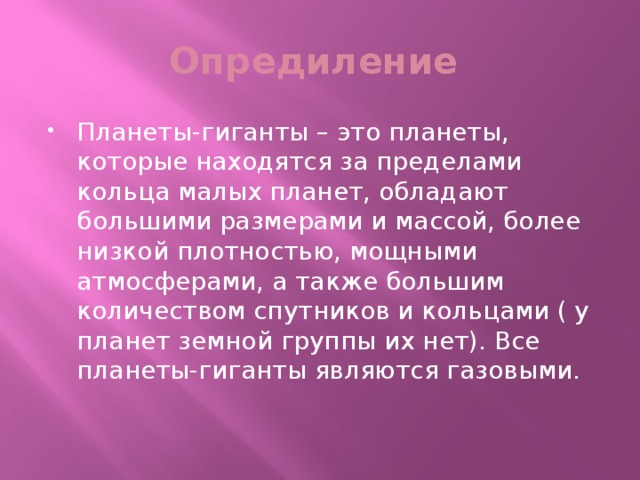 Опредиление
• Планеты-гиганты – это планеты,
которые находятся за пределами
кольца малых планет, обладают
большими размерами и массой, более
низкой плотностью, мощными
атмосферами, а также большим
количеством спутников и кольцами ( у
планет земной группы их нет). Все
планеты-гиганты являются газовыми.